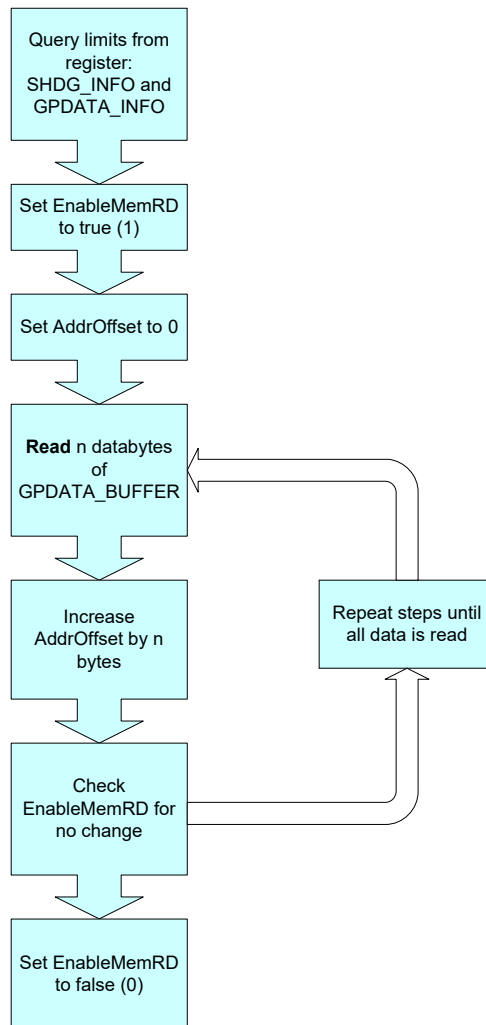 Query limits from
register:
SHDG_INFO and
GPDATA_INFO
Set EnableMemRD
to true (1)
Set AddrOffset to 0
Read n databytes
of
GPDATA_BUFFER
Increase
AddrOffset by n
bytes
Repeat steps until
all data is read
Check
EnableMemRD for
no change
Set EnableMemRD
to false (0)